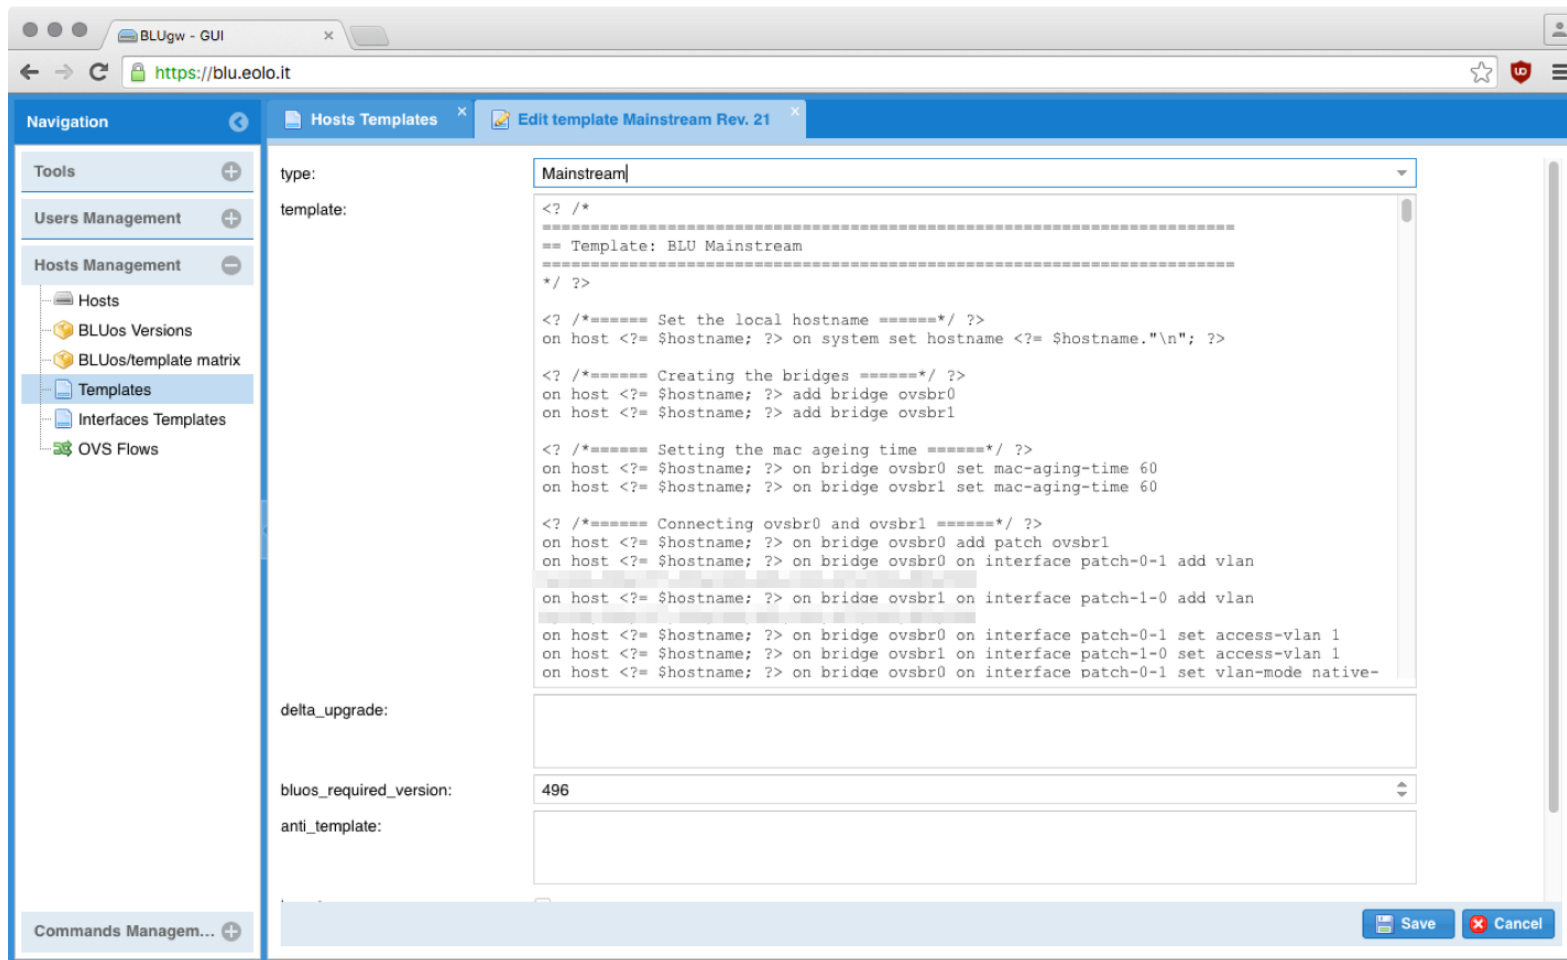 BLUgw - GUI
https://blu.eolo.it
Navigation
Hosts Templates
Edit template Mainstream Rev. 21
Tools
Users Management
Hosts Management
Hosts
BLUos Versions
BLUos/template matrix
Templates
Interfaces Templates
OVS Flows
Commands Managem...
type:
Mainstream
template:
<? /*
========================================================================
== Template: BLU Mainstream
========================================================================
*/ ?>
<? /*====== Set the local hostname ======*/ ?>
on host <?= $hostname; ?> on system set hostname <?= $hostname."\n"; ?>
<? /*====== Creating the bridges ======*/ ?>
on host <?= $hostname; ?> add bridge ovsbr0
on host <?= $hostname; ?> add bridge ovsbr1
<? /*====== Setting the mac ageing time ======*/ ?>
on host <?= $hostname; ?> on bridge ovsbr0 set mac-aging-time 60
on host <?= $hostname; ?> on bridge ovsbr1 set mac-aging-time 60
<? /*====== Connecting ovsbr0 and ovsbr1 ======*/ ?>
on host <?= $hostname; ?> on bridge ovsbr0 add patch ovsbr1
on host <?= $hostname; ?> on bridge ovsbr0 on interface patch-0-1 add vlan
on host <?= $hostname; ?> on bridge ovsbr1 on interface patch-1-0 add vlan
on host <?= $hostname; ?> on bridge ovsbr0 on interface patch-0-1 set access-vlan 1
on host <?= $hostname; ?> on bridge ovsbr1 on interface patch-1-0 set access-vlan 1
on host <?= $hostname; ?> on bridge ovsbr0 on interface patch-0-1 set vlan-mode native-
delta_upgrade:
bluos_required_version:
496
anti_template:
Save
Cancel